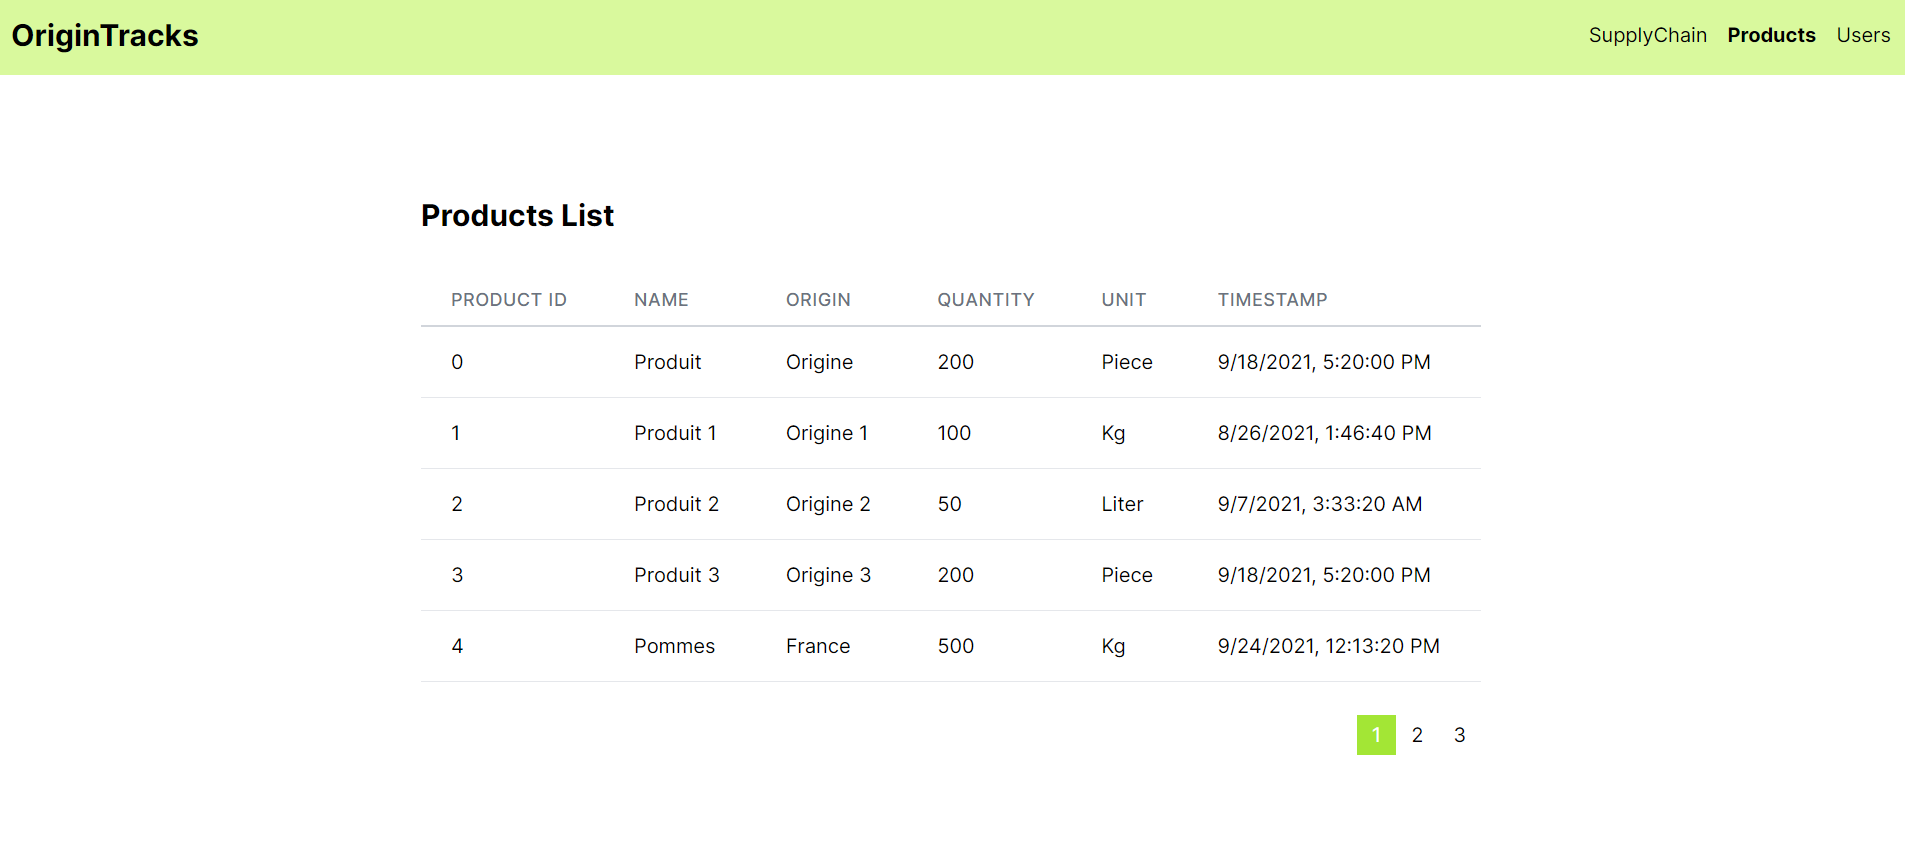 OriginTracks SupplyChain Products Users
Products List
PRODUCT ID NAME ORIGIN QUANTITY UNIT TIMESTAMP
0 Produit Origine 200 Piece 9/18/2021, 5:20:00 PM
1 Produit 1 Origine 1 100 Kg 8/26/2021, 1:46:40 PM
2 Produit 2 Origine 2 50 Liter 9/7/2021, 3:33:20 AM
3 Produit 3 Origine 3 200 Piece 9/18/2021, 5:20:00 PM
4 Pommes France 500 Kg 9/24/2021, 12:13:20 PM
1 2 3